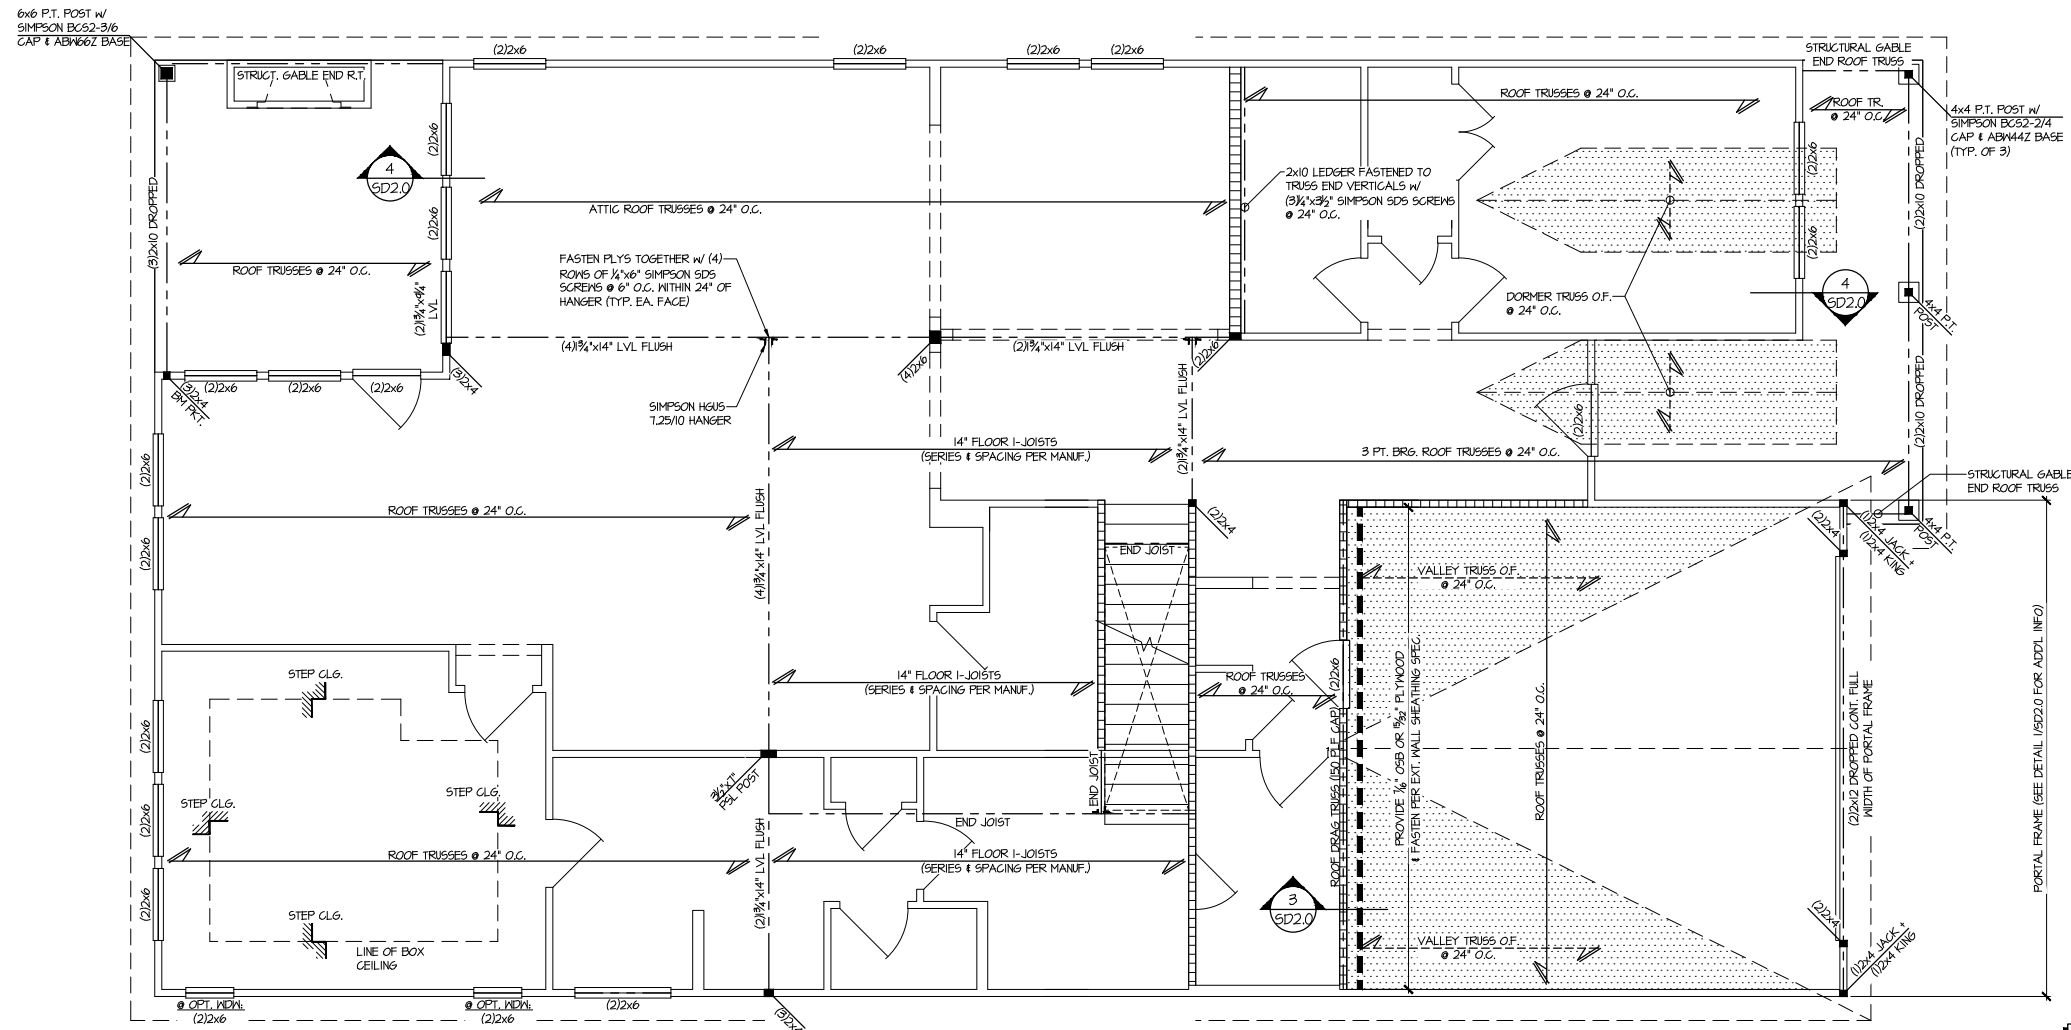 6x6 P.T. POST W/
SIMPSON BCS2-3/6
CAP & ABW66Z BASE
(2)2x6
(2)2x6
(2)2x6
(2)2x6
STRUCTURAL GABLE
END ROOF TRUSS
STRUCT. GABLE END R.T.
ROOF TRUSSES @ 24" O.C.
ROOF TR.
@ 24" O.C.
4x4 P.T. POST W/
SIMPSON BCS2-2/4
CAP & ABW44Z BASE
(TYP. OF 3)
(2)2x6
4
SD2.0
(3)2x10 DROPPED
(2)2x6
ATTIC ROOF TRUSSES @ 24" O.C.
2x10 LEDGER FASTENED TO
TRUSS END VERTICALS W/
(3)¼"x3½" SIMPSON SDS SCREWS
@ 24" O.C.
(2)2x6
(2)2x6
(2)2x10 DROPPED
ROOF TRUSSES @ 24" O.C.
(2)1¾"x9¼"
LVL
FASTEN PLYS TOGETHER W/ (4)
ROWS OF ¼"x6" SIMPSON SDS
SCREWS @ 6" O.C. WITHIN 24" OF
HANGER (TYP. EA. FACE)
DORMER TRUSS O.F.
@ 24" O.C.
4
SD2.0
4x4 P.T.
POST
(4)1¾"x14" LVL FLUSH
(2)1¾"x14" LVL FLUSH
(4)2x6
(2)2x6
(3)2x4
(2)2x6
(2)2x6
(2)2x6
(3)2x4
BM PKT.
SIMPSON HGUS
7.25/10 HANGER
(2)1¾"x14" LVL FLUSH
(2)2x6
(2)2x10 DROPPED
14" FLOOR I-JOISTS
(SERIES & SPACING PER MANUF.)
3 PT. BRG. ROOF TRUSSES @ 24" O.C.
STRUCTURAL GABLE
END ROOF TRUSS
(2)2x6
(2)2x6
ROOF TRUSSES @ 24" O.C.
(4)1¾"x14" LVL FLUSH
(2)2x4
END JOIST
(2)2x4
(1)2x4 JACK +
(1)2x4 KING
4x4 P.T.
POST
VALLEY TRUSS O.F.
@ 24" O.C.
STEP CLG.
14" FLOOR I-JOISTS
(SERIES & SPACING PER MANUF.)
ROOF TRUSSES
@ 24" O.C.
(2)2x6
ROOF DRAG TRUSS (150 PLF CAP)
PROVIDE 7/16" OSB OR 15/32" PLYWOOD
& FASTEN PER EXT. WALL SHEATHING SPEC.
ROOF TRUSSES @ 24" O.C.
(2)2x12 DROPPED CONT. FULL
WIDTH OF PORTAL FRAME
PORTAL FRAME (SEE DETAIL 1/SD2.0 FOR ADD'L INFO)
(2)2x6
(2)2x6
(2)2x6
STEP CLG.
STEP CLG.
3½"x7"
PSL POST
END JOIST
END JOIST
(2)1¾"x14" LVL FLUSH
ROOF TRUSSES @ 24" O.C.
14" FLOOR I-JOISTS
(SERIES & SPACING PER MANUF.)
STEP CLG.
LINE OF BOX
CEILING
3
SD2.0
VALLEY TRUSS O.F.
@ 24" O.C.
(2)2x4
(1)2x4 JACK +
(1)2x4 KING
@ OPT. WDW:
(2)2x6
@ OPT. WDW:
(2)2x6
(2)2x6